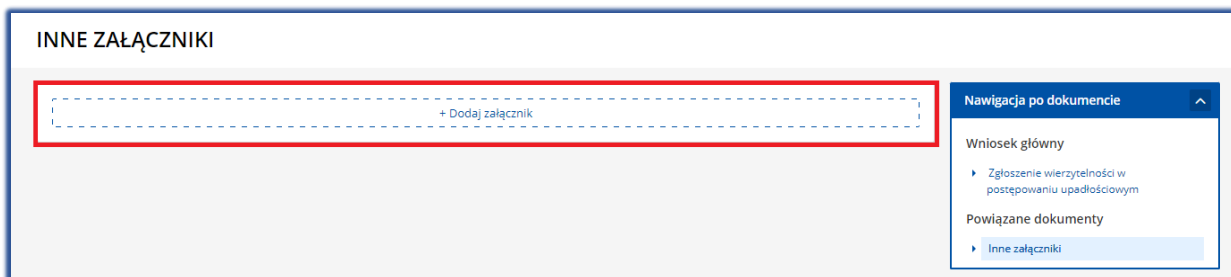 INNE ZAŁĄCZNIKI
+ Dodaj załącznik
Nawigacja po dokumencie
Wniosek główny
Zgłoszenie wierzytelności w
postępowaniu upadłościowym
Powiązane dokumenty
Inne załączniki